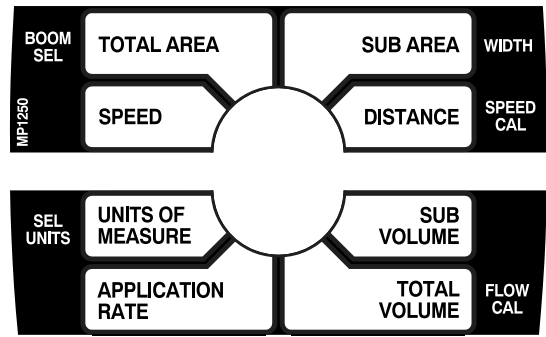 BOOM
SEL
TOTAL AREA
SUB AREA
WIDTH
MP1250
SPEED
DISTANCE
SPEED
CAL
SEL
UNITS
UNITS OF
MEASURE
SUB
VOLUME
APPLICATION
RATE
TOTAL
VOLUME
FLOW
CAL